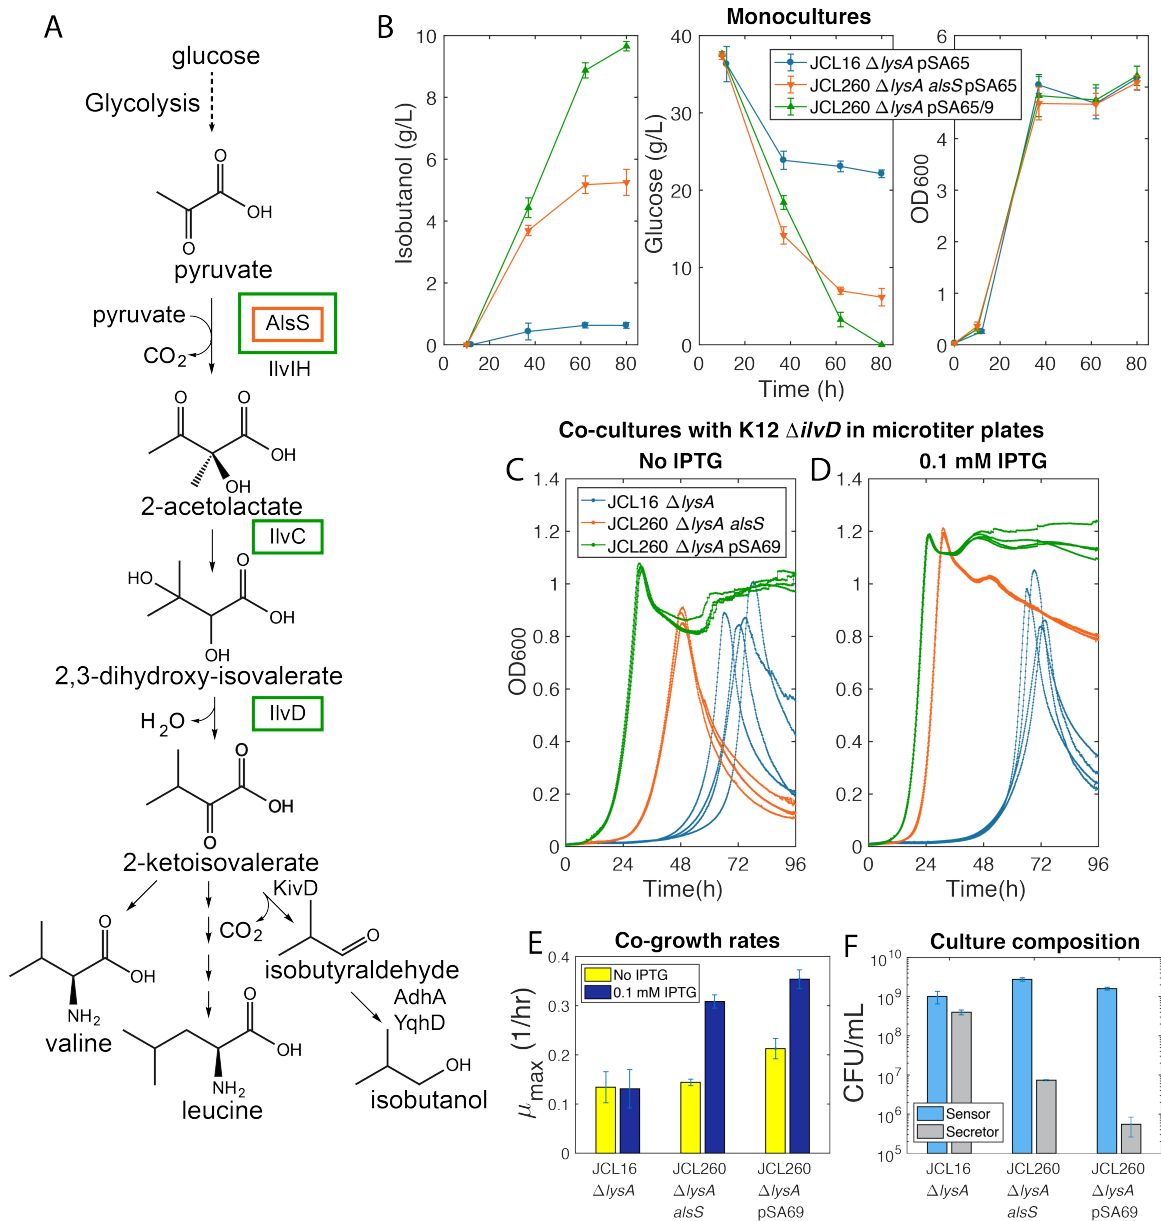 A
glucose
Glycolysis
O
OH
O
pyruvate
pyruvate
CO2
AlsS
IlvIH
O
O
OH
OH
2-acetolactate
IlvC
HO
O
OH
OH
2,3-dihydroxy-isovalerate
H2O
IlvD
O
OH
O
2-ketoisovalerate
KivD
CO2
O
OH
NH2
valine
O
OH
NH2
leucine
O
isobutyraldehyde
AdhA
YqhD
OH
isobutanol
B
Monocultures
Isobutanol (g/L)
10
8
6
4
2
0
0 20 40 60 80
Glucose (g/L)
40
30
20
10
0
0 20 40 60 80
Time (h)
JCL16 ΔlysA pSA65
JCL260 ΔlysA alsS pSA65
JCL260 ΔlysA pSA65/9
OD600
6
4
2
0
0 20 40 60 80
Co-cultures with K12 ΔilvD in microtiter plates
C
No IPTG
JCL16 ΔlysA
JCL260 ΔlysA alsS
JCL260 ΔlysA pSA69
OD600
1.4
1.2
1
0.8
0.6
0.4
0.2
0
0 24 48 72 96
Time(h)
D
0.1 mM IPTG
1.4
1.2
1
0.8
0.6
0.4
0.2
0
0 24 48 72 96
Time(h)
E
Co-growth rates
No IPTG
0.1 mM IPTG
μmax (1/hr)
0.4
0.3
0.2
0.1
0
JCL16
ΔlysA
JCL260
ΔlysA
alsS
JCL260
ΔlysA
pSA69
F
Culture composition
CFU/mL
10^10
10^9
10^8
10^7
10^6
10^5
Sensor
Secretor
JCL16
ΔlysA
JCL260
ΔlysA
alsS
JCL260
ΔlysA
pSA69